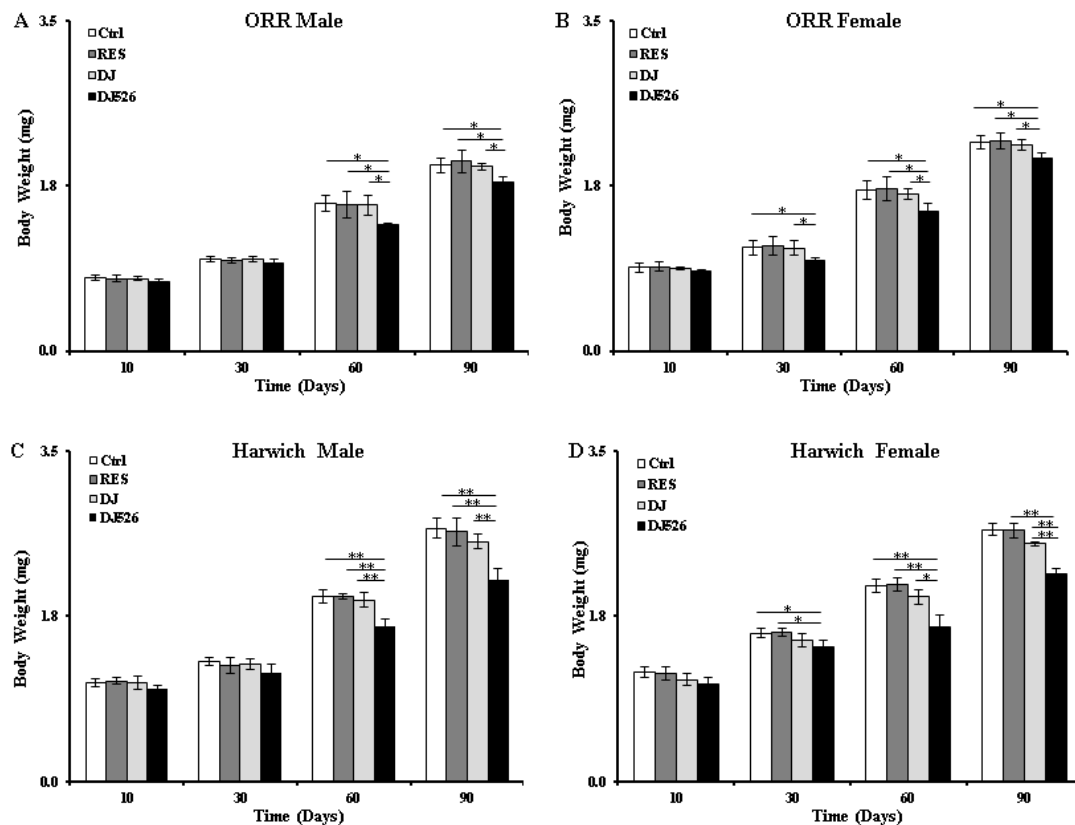 A
ORR Male
3.5
Ctrl
RES
DJ
DJ526
Body Weight (mg)
1.8
0.0
* * *
* * *
10 30 60 90
Time (Days)
B
ORR Female
3.5
Ctrl
RES
DJ
DJ526
Body Weight (mg)
1.8
0.0
* *
* * *
* * *
10 30 60 90
Time (Days)
C
Harwich Male
3.5
Ctrl
RES
DJ
DJ526
Body Weight (mg)
1.8
0.0
** ** **
** ** **
10 30 60 90
Time (Days)
D
Harwich Female
3.5
Ctrl
RES
DJ
DJ526
Body Weight (mg)
1.8
0.0
* *
** ** *
** ** **
10 30 60 90
Time (Days)